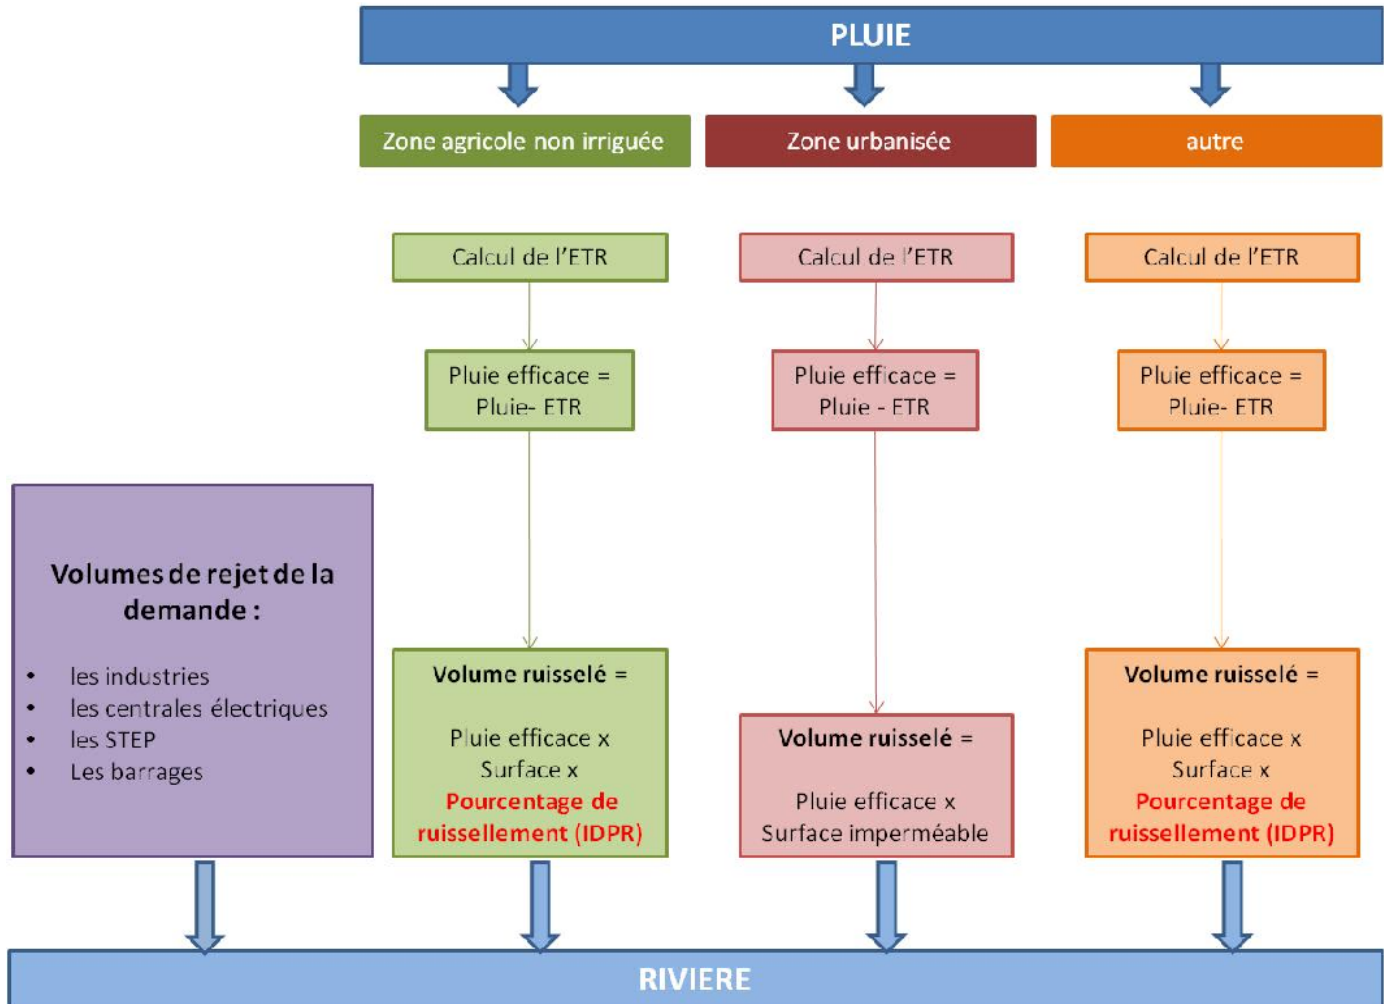 PLUIE
Zone agricole non irriguée
Zone urbanisée
autre
Calcul de l'ETR
Calcul de l'ETR
Calcul de l'ETR
Pluie efficace =
Pluie- ETR
Pluie efficace =
Pluie - ETR
Pluie efficace =
Pluie- ETR
Volumes de rejet de la
demande :
• les industries
• les centrales électriques
• les STEP
• Les barrages
Volume ruisselé =
Pluie efficace x
Surface x
Pourcentage de
ruissellement (IDPR)
Volume ruisselé =
Pluie efficace x
Surface imperméable
Volume ruisselé =
Pluie efficace x
Surface x
Pourcentage de
ruissellement (IDPR)
RIVIERE